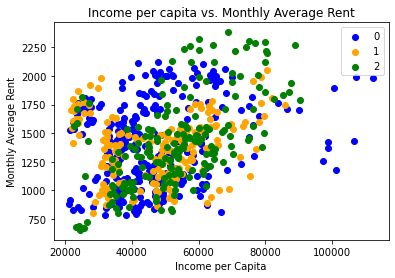 Income per capita vs. Monthly Average Rent
0
1
2
2250
2000
1750
1500
1250
1000
750
Monthly Average Rent
20000 40000 60000 80000 100000
Income per Capita